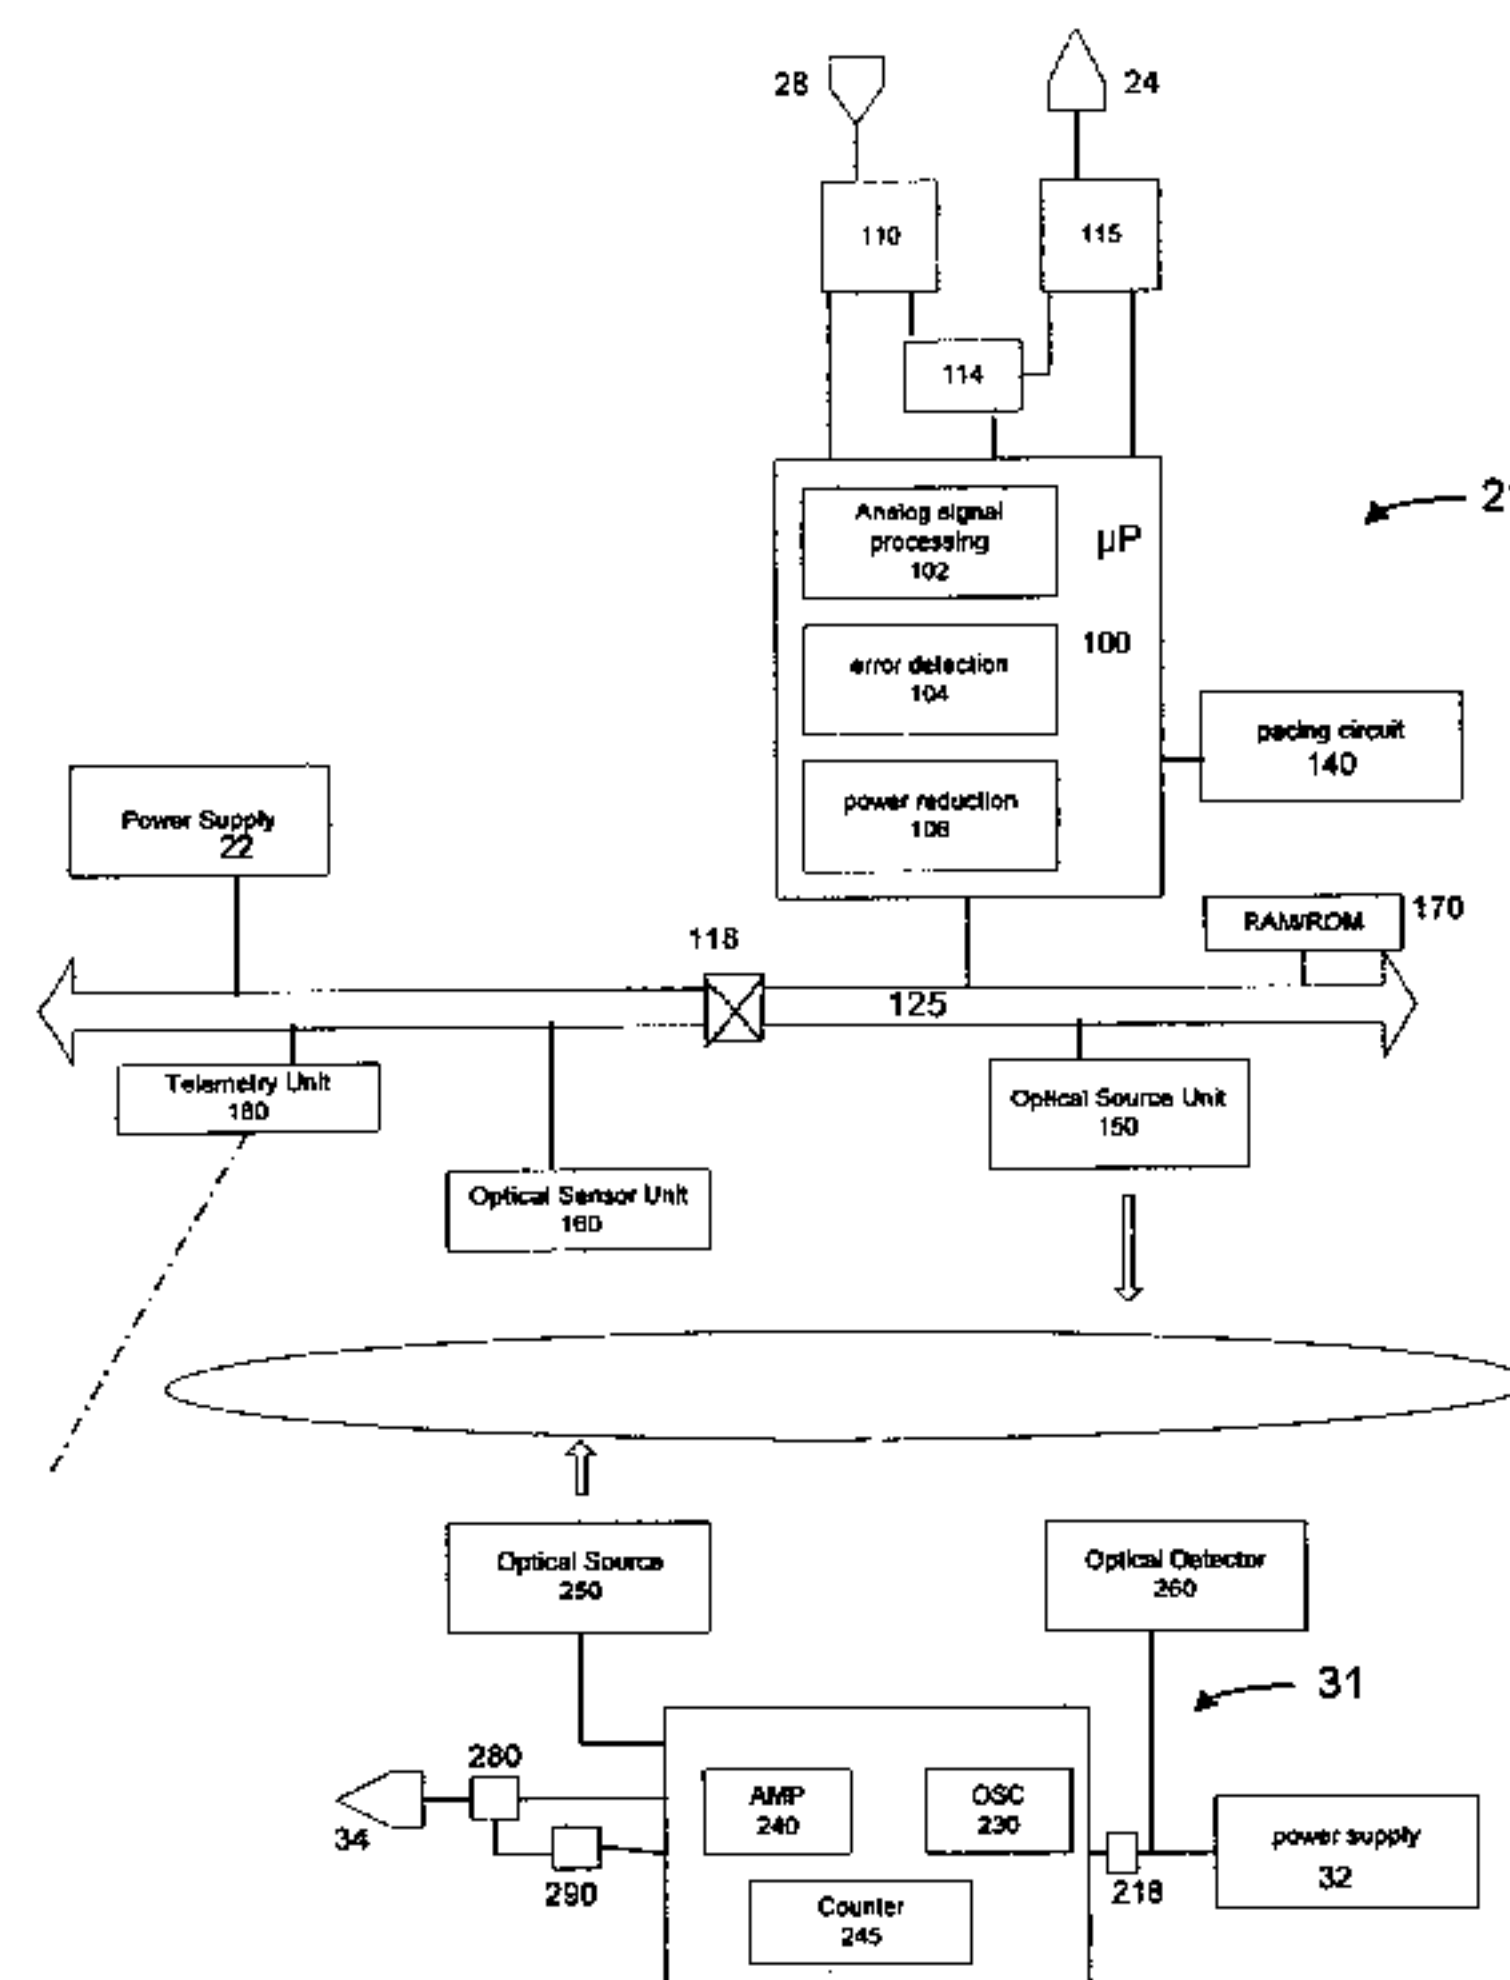 28
24
110
115
114
2
Analog signal
processing
102
µP
error detection
104
100
power reduction
108
pacing circuit
140
Power Supply
22
RAM/ROM
170
118
125
Telemetry Unit
180
Optical Source Unit
150
Optical Sensor Unit
160
Optical Source
250
Optical Detector
260
31
280
34
290
AMP
240
OSC
230
Counter
245
218
power supply
32